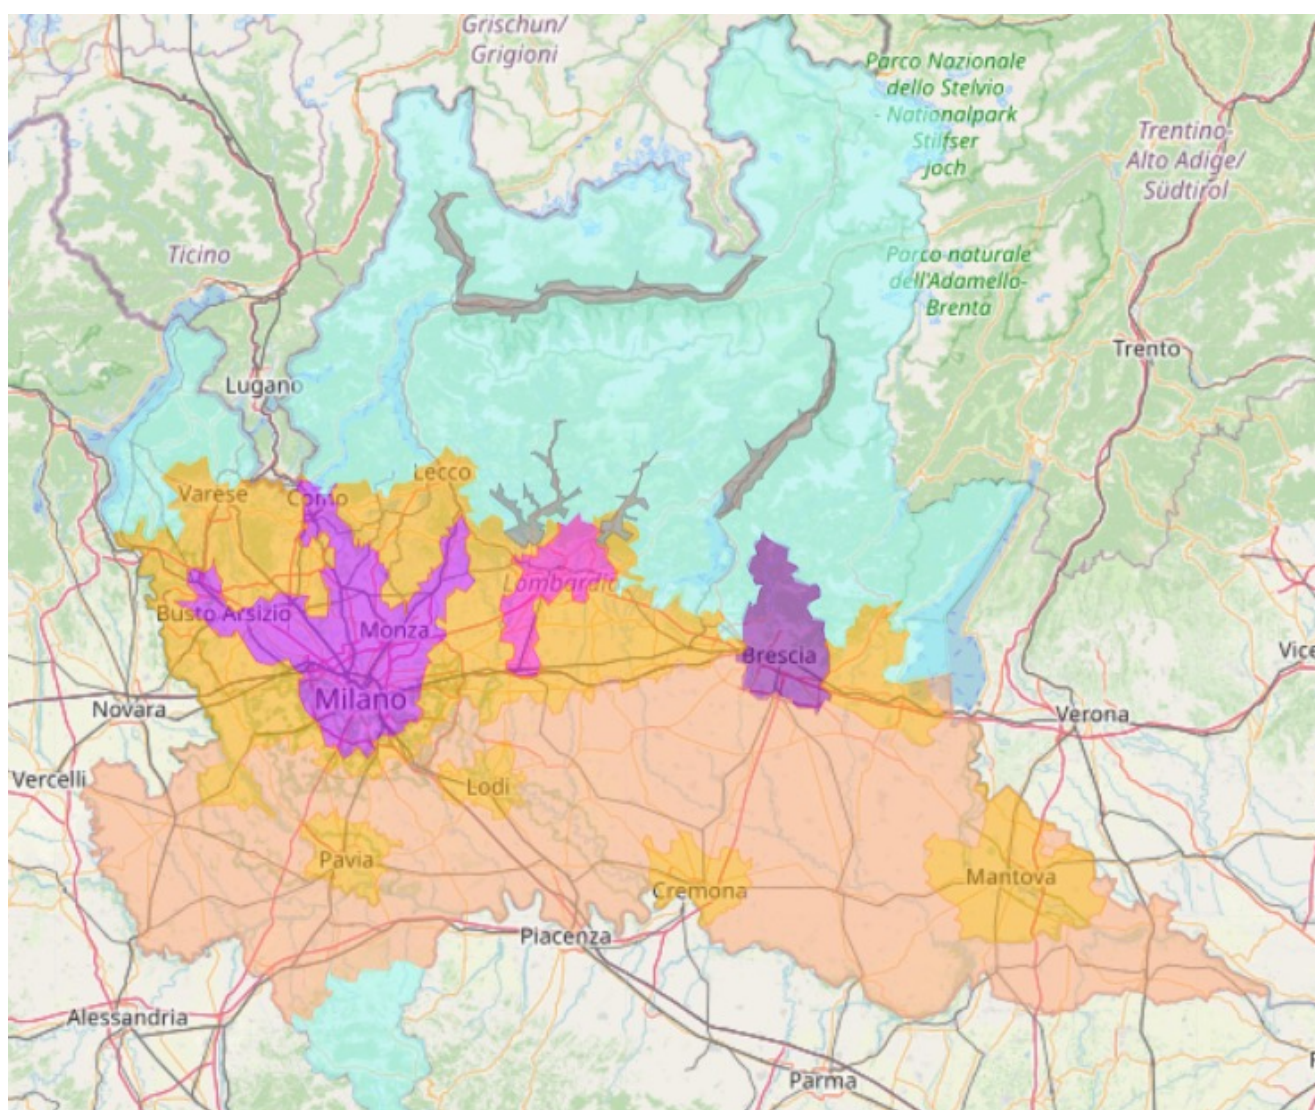 Grischun/
Grigioni
Parco Nazionale
dello Stelvio
- Nationalpark
Stilfser
joch
Trentino-
Alto Adige/
Südtirol
Ticino
Parco naturale
dell'Adamello-
Brenta
Trento
Lugano
Lecco
Varese
Como
Lombardia
Busto Arsizio
Monza
Brescia
Vice
Milano
Novara
Verona
Vercelli
Lodi
Pavia
Mantova
Cremona
Piacenza
Alessandria
Parma